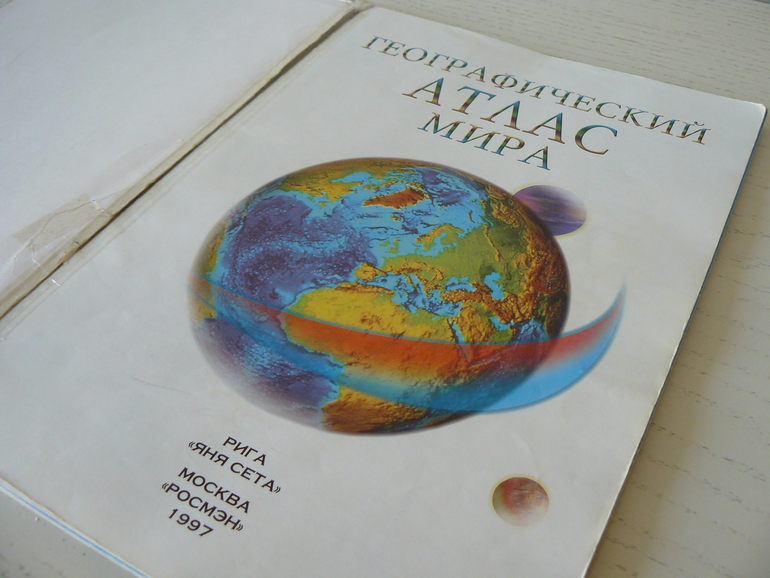 ГЕОГРАФИЧЕСКИЙ
АТЛАС
МИРА
РИГА
«ЯНЯ СЕТА»
МОСКВА
«РОСМЭН»
1997